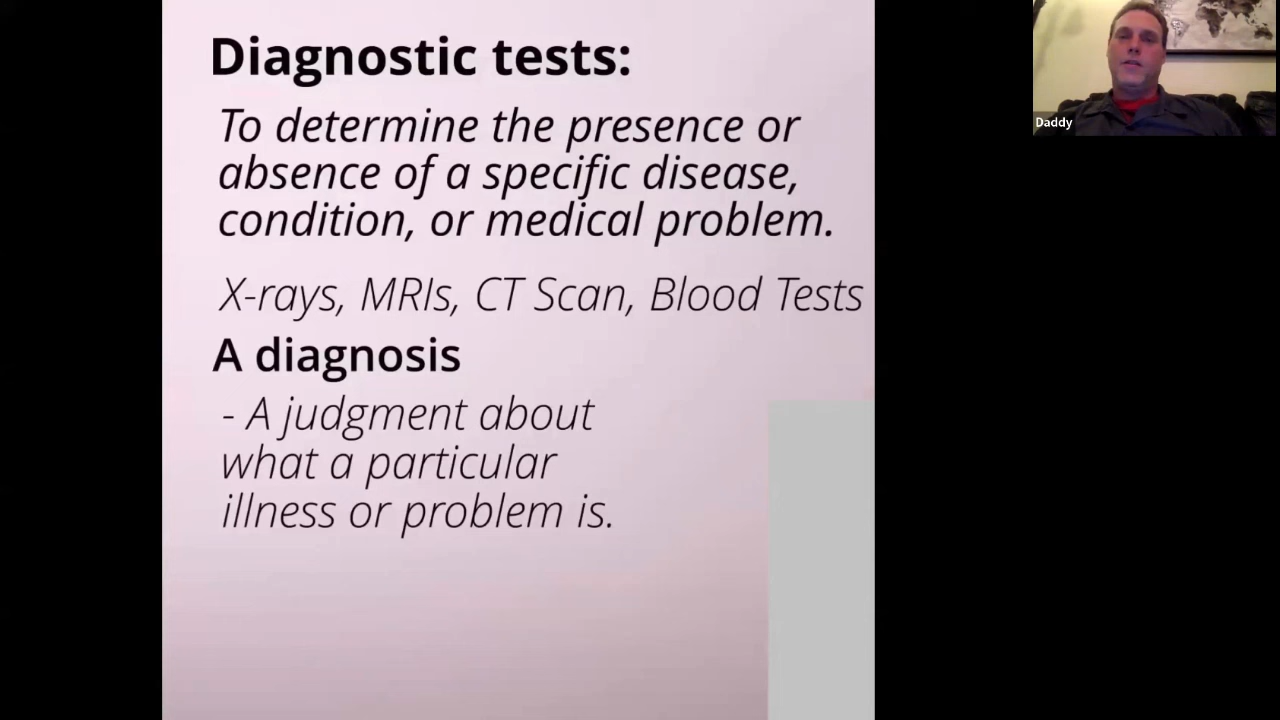 Diagnostic tests:
To determine the presence or
absence of a specific disease,
condition, or medical problem.
X-rays, MRIs, CT Scan, Blood Tests
A diagnosis
- A judgment about
what a particular
illness or problem is.
Daddy